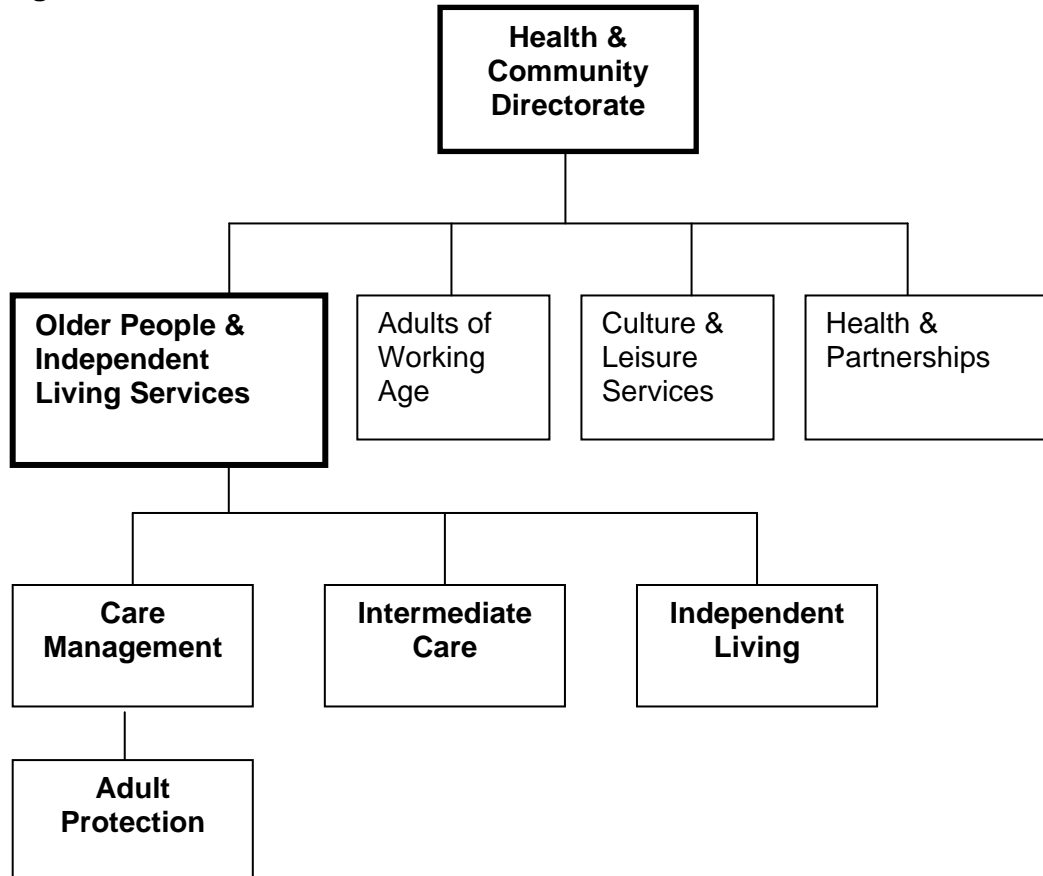 Health &
Community
Directorate
Older People &
Independent
Living Services
Adults of
Working
Age
Culture &
Leisure
Services
Health &
Partnerships
Care
Management
Intermediate
Care
Independent
Living
Adult
Protection